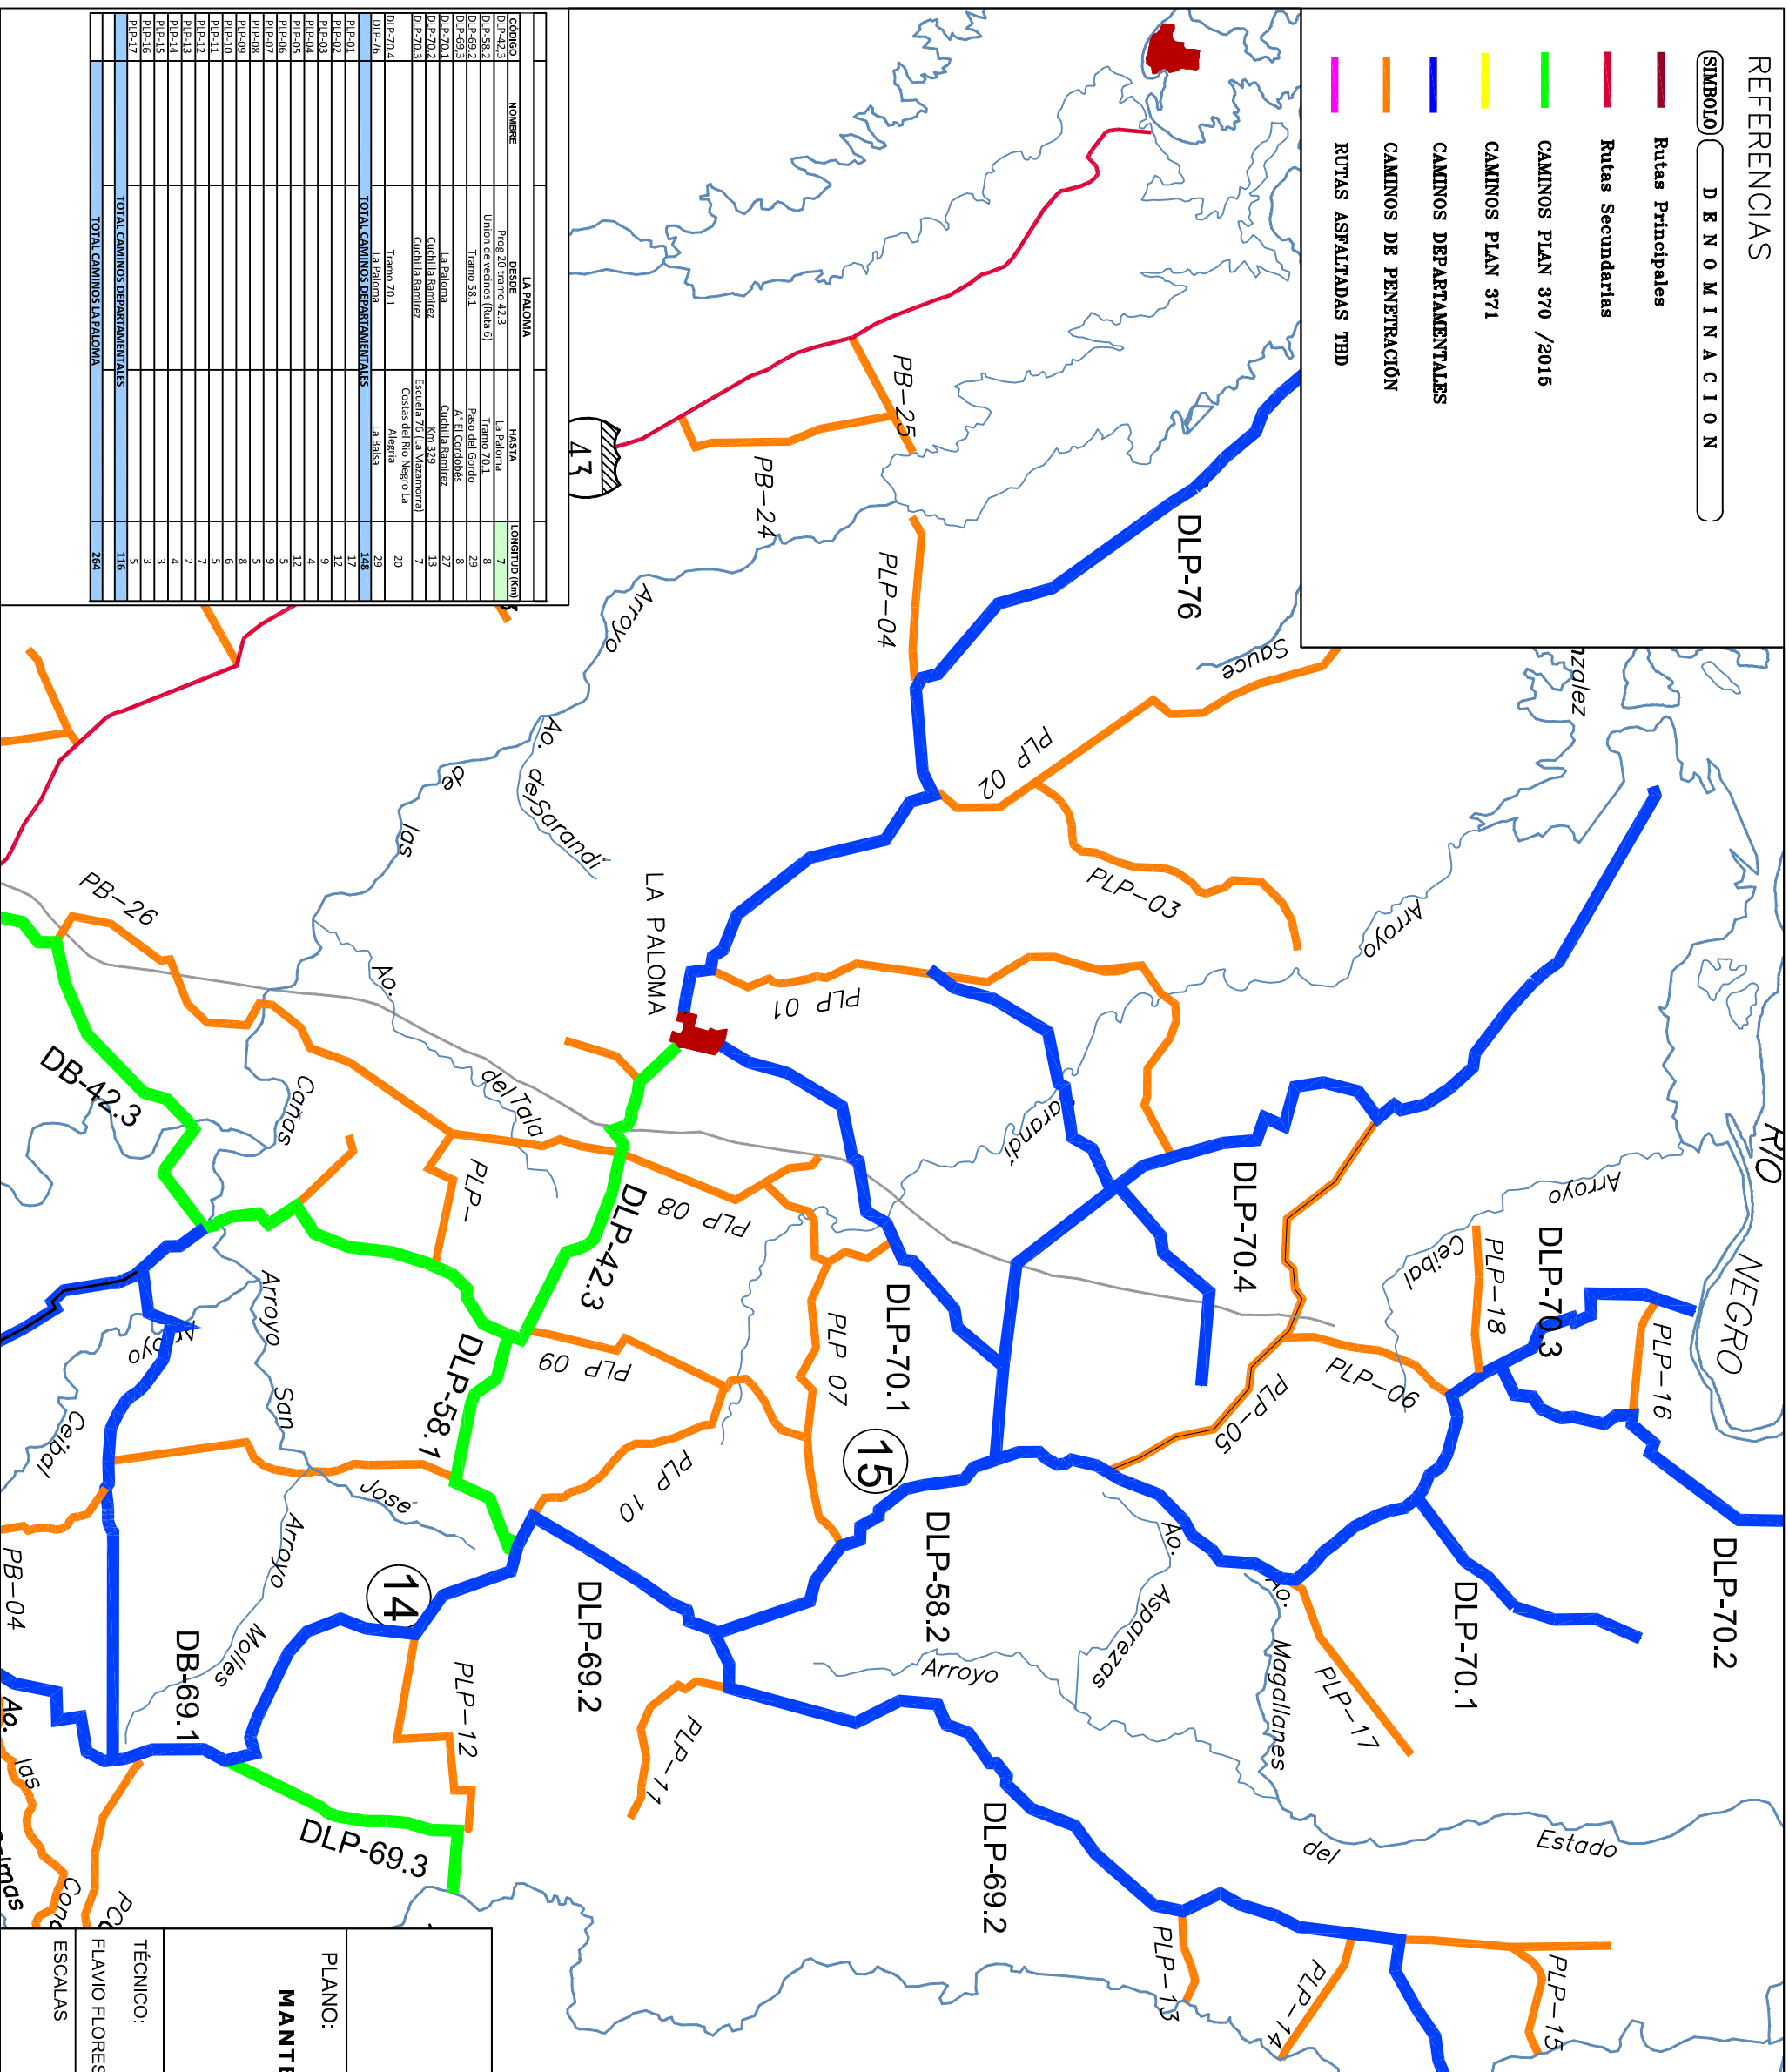 REFERENCIAS
SIMBOLO DENOMINACION
Rutas Principales
Rutas Secundarias
CAMINOS PLAN 370 /2015
CAMINOS PLAN 371
CAMINOS DEPARTAMENTALES
CAMINOS DE PENETRACIÓN
RUTAS ASFALTADAS TBD
LA PALOMA
CODIGO NOMBRE DESDE HASTA LONGITUD (Km)
DLP-42.3 Prog 20 tramo 42.3 La Paloma 7
DLP-58.2 Union de vecinos (Ruta 6) Tramo 70.1 8
DLP-69.2 Tramo 58.1 Paso del Gordo 29
DLP-69.3 A° El Cordobés 8
DLP-70.1 La Paloma Cuchilla Ramirez 27
DLP-70.2 Cuchilla Ramirez Km 329 13
DLP-70.3 Cuchilla Ramirez Escuela 76 (La Mazamorra) 7
DLP-70.4 Tramo 70.1 Costas del Rio Negro La Alegria 20
DLP-76 La Paloma La Balsa 29
TOTAL CAMINOS DEPARTAMENTALES 148
PLP-01 17
PLP-02 12
PLP-03 9
PLP-04 4
PLP-05 12
PLP-06 5
PLP-07 9
PLP-08 5
PLP-09 8
PLP-10 6
PLP-11 5
PLP-12 7
PLP-13 2
PLP-14 4
PLP-15 3
PLP-16 3
PLP-17 5
TOTAL CAMINOS DEPARTAMENTALES 116
TOTAL CAMINOS LA PALOMA 264
RIO
NEGRO
nzalez
Sauce
DLP-76
PB-25
PB-24
43
PLP-04
PLP 02
PLP-03
Arroyo
Arroyo
Ao.
del Sarandí
de
las
LA PALOMA
PLP 01
arandí
DLP-70.4
Arroyo
Ceibal
PLP-18
DLP-70.3
PLP-16
PLP-06
PLP-05
DLP-70.2
DLP-70.1
DLP-70.1
15
DLP-58.2
PLP 07
PLP 08
DLP-42.3
PLP-
del Tala
Ao.
PB-26
DB-42.3
Canas
PLP 09
DLP-58.1
PLP 10
Arroyo
San
José
Arroyo
Ceibal
Arroyo
Molles
14
DLP-69.2
PLP-12
PLP-11
DB-69.1
PB-04
DLP-69.3
Ao.
las
Ao.
Asparezas
Arroyo
Ao.
Magallanes
PLP-17
del
Estado
DLP-69.2
PLP-13
PLP-14
PLP-15
PLANO:
MANTE
TÉCNICO:
FLAVIO FLORES
ESCALAS